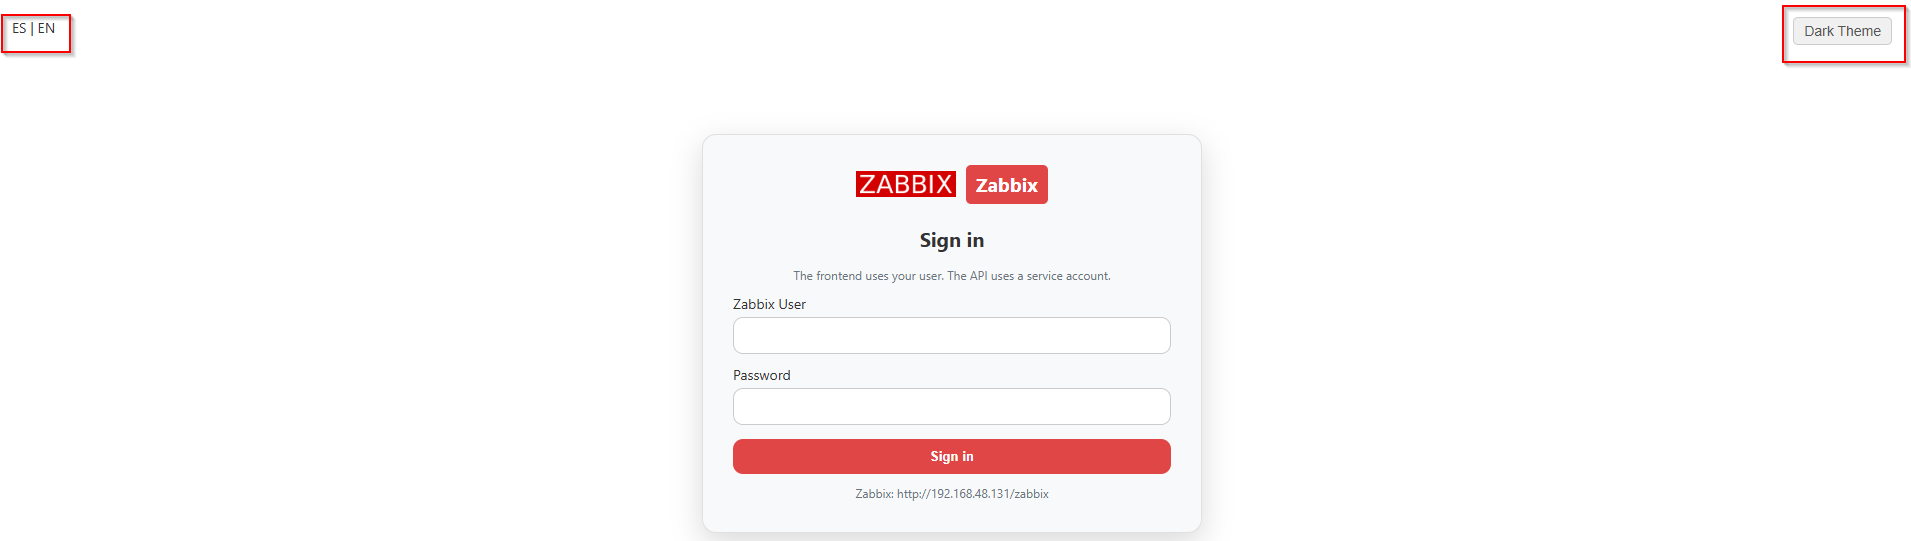 ES | EN
Dark Theme
ZABBIX Zabbix
Sign in
The frontend uses your user. The API uses a service account.
Zabbix User
Password
Sign in
Zabbix: http://192.168.48.131/zabbix